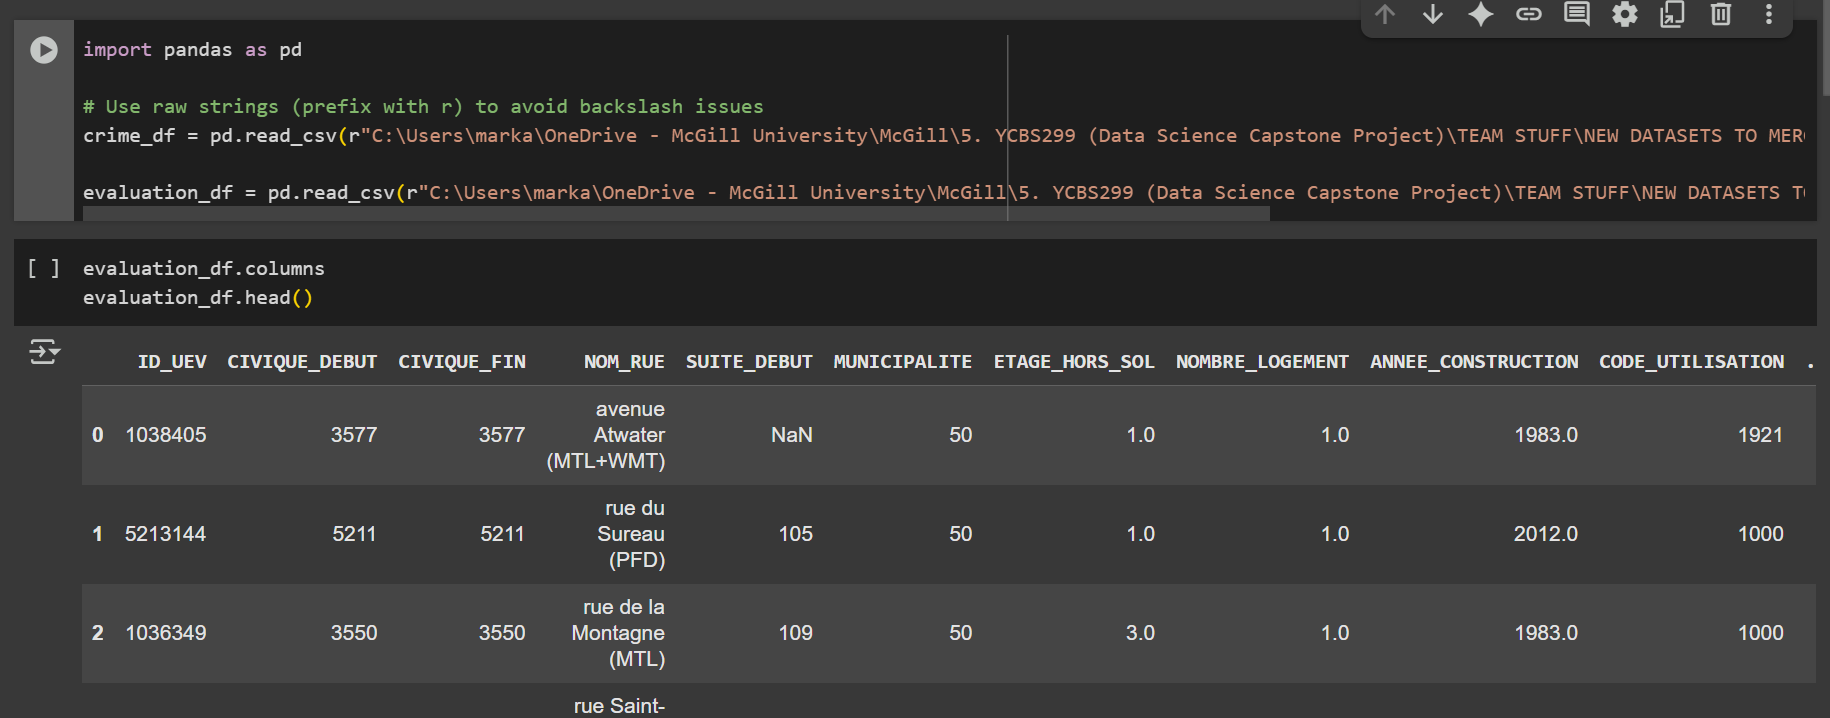 import pandas as pd
# Use raw strings (prefix with r) to avoid backslash issues
crime_df = pd.read_csv(r"C:\Users\marka\OneDrive - McGill University\McGill\5. YCBS299 (Data Science Capstone Project)\TEAM STUFF\NEW DATASETS TO MER
evaluation_df = pd.read_csv(r"C:\Users\marka\OneDrive - McGill University\McGill\5. YCBS299 (Data Science Capstone Project)\TEAM STUFF\NEW DATASETS T
[ ] evaluation_df.columns
evaluation_df.head()
ID_UEV CIVIQUE_DEBUT CIVIQUE_FIN NOM_RUE SUITE_DEBUT MUNICIPALITE ETAGE_HORS_SOL NOMBRE_LOGEMENT ANNEE_CONSTRUCTION CODE_UTILISATION .
0 1038405 3577 3577 avenue
Atwater
(MTL+WMT) NaN 50 1.0 1.0 1983.0 1921
1 5213144 5211 5211 rue du
Sureau
(PFD) 105 50 1.0 1.0 2012.0 1000
2 1036349 3550 3550 rue de la
Montagne
(MTL) 109 50 3.0 1.0 1983.0 1000
rue Saint-